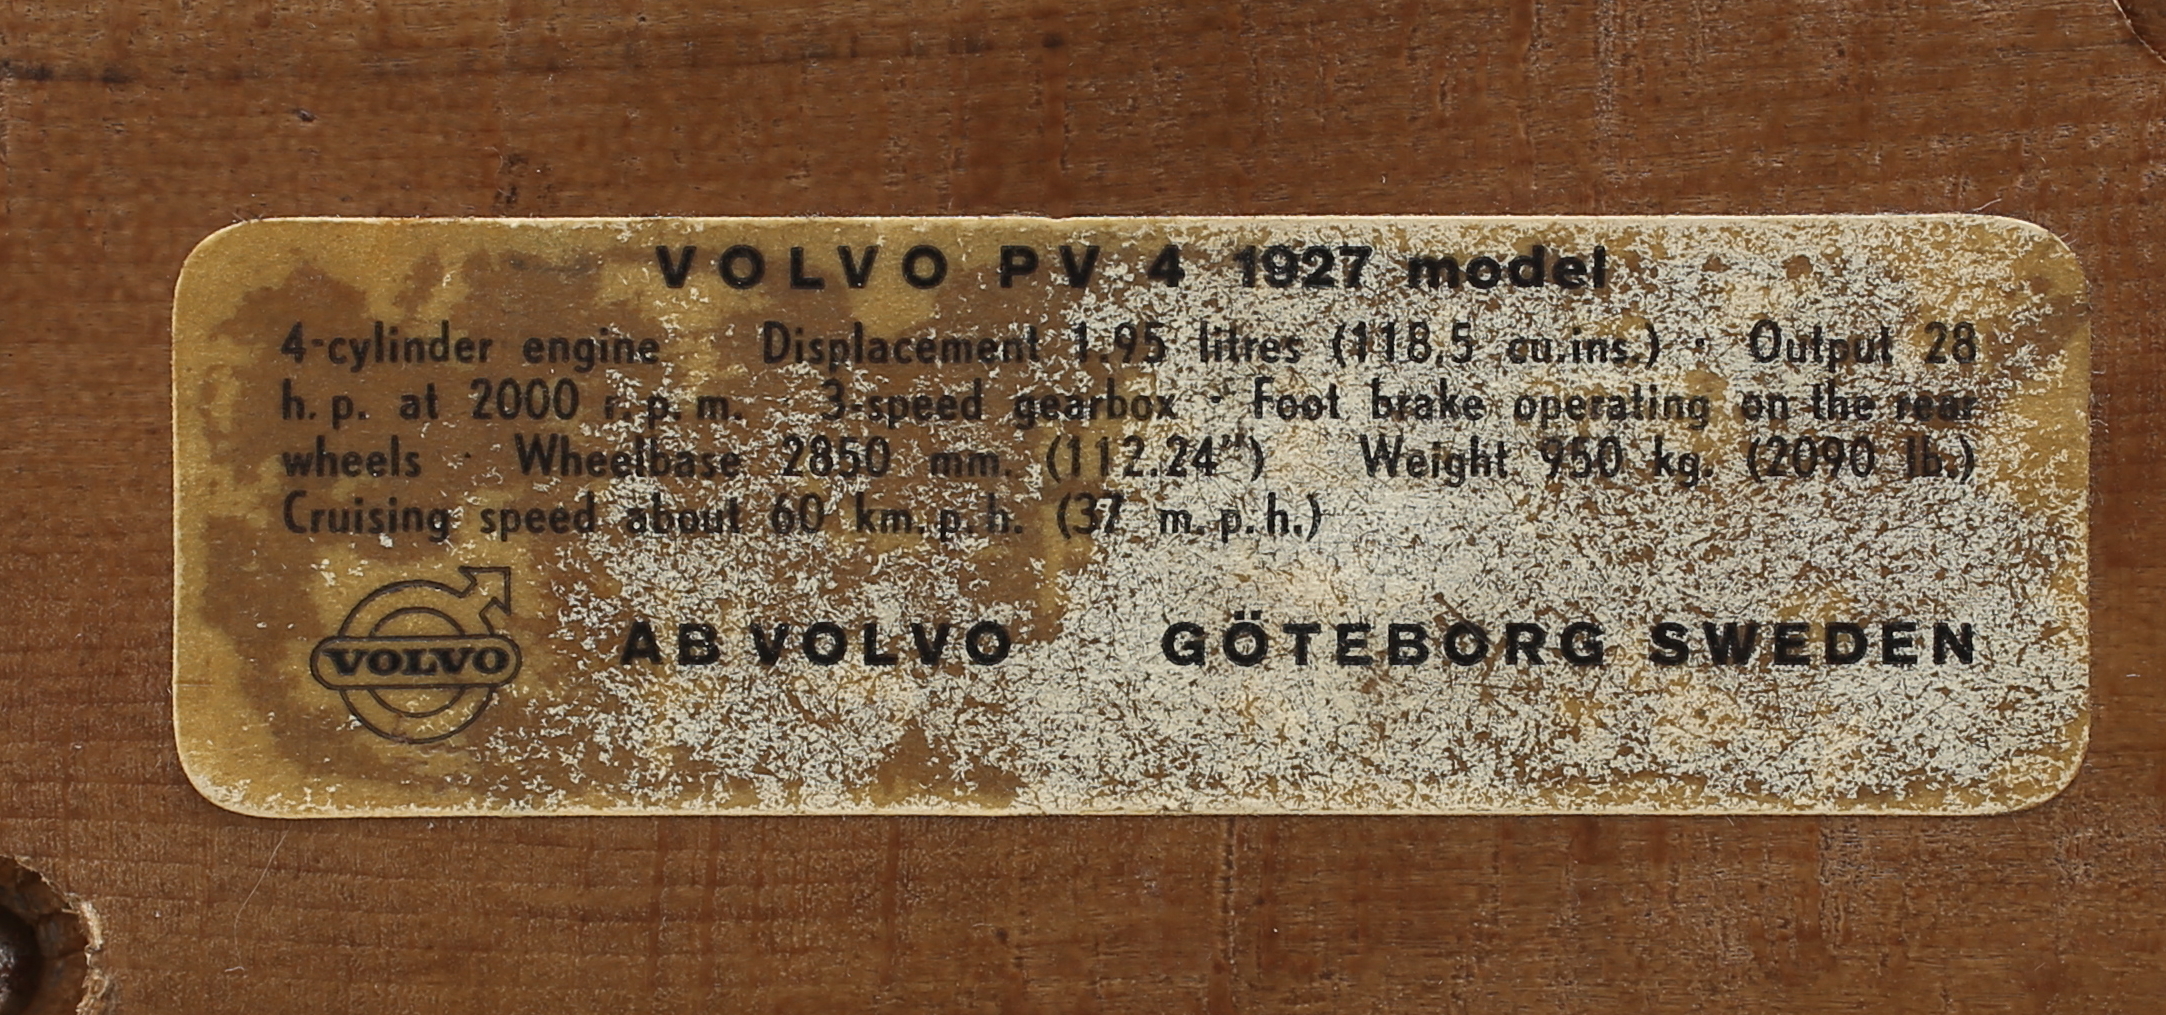 VOLVO PV 4 1927 model
4-cylinder engine Displacement 1.95 litres (118,5 cu.ins.) · Output 28
h. p. at 2000 r. p. m. 3-speed gearbox · Foot brake operating on the rear
wheels · Wheelbase 2850 mm. (112.24") Weight 950 kg. (2090 lb.)
Cruising speed about 60 km. p. h. (37 m. p. h.)
VOLVO AB VOLVO GÖTEBORG SWEDEN